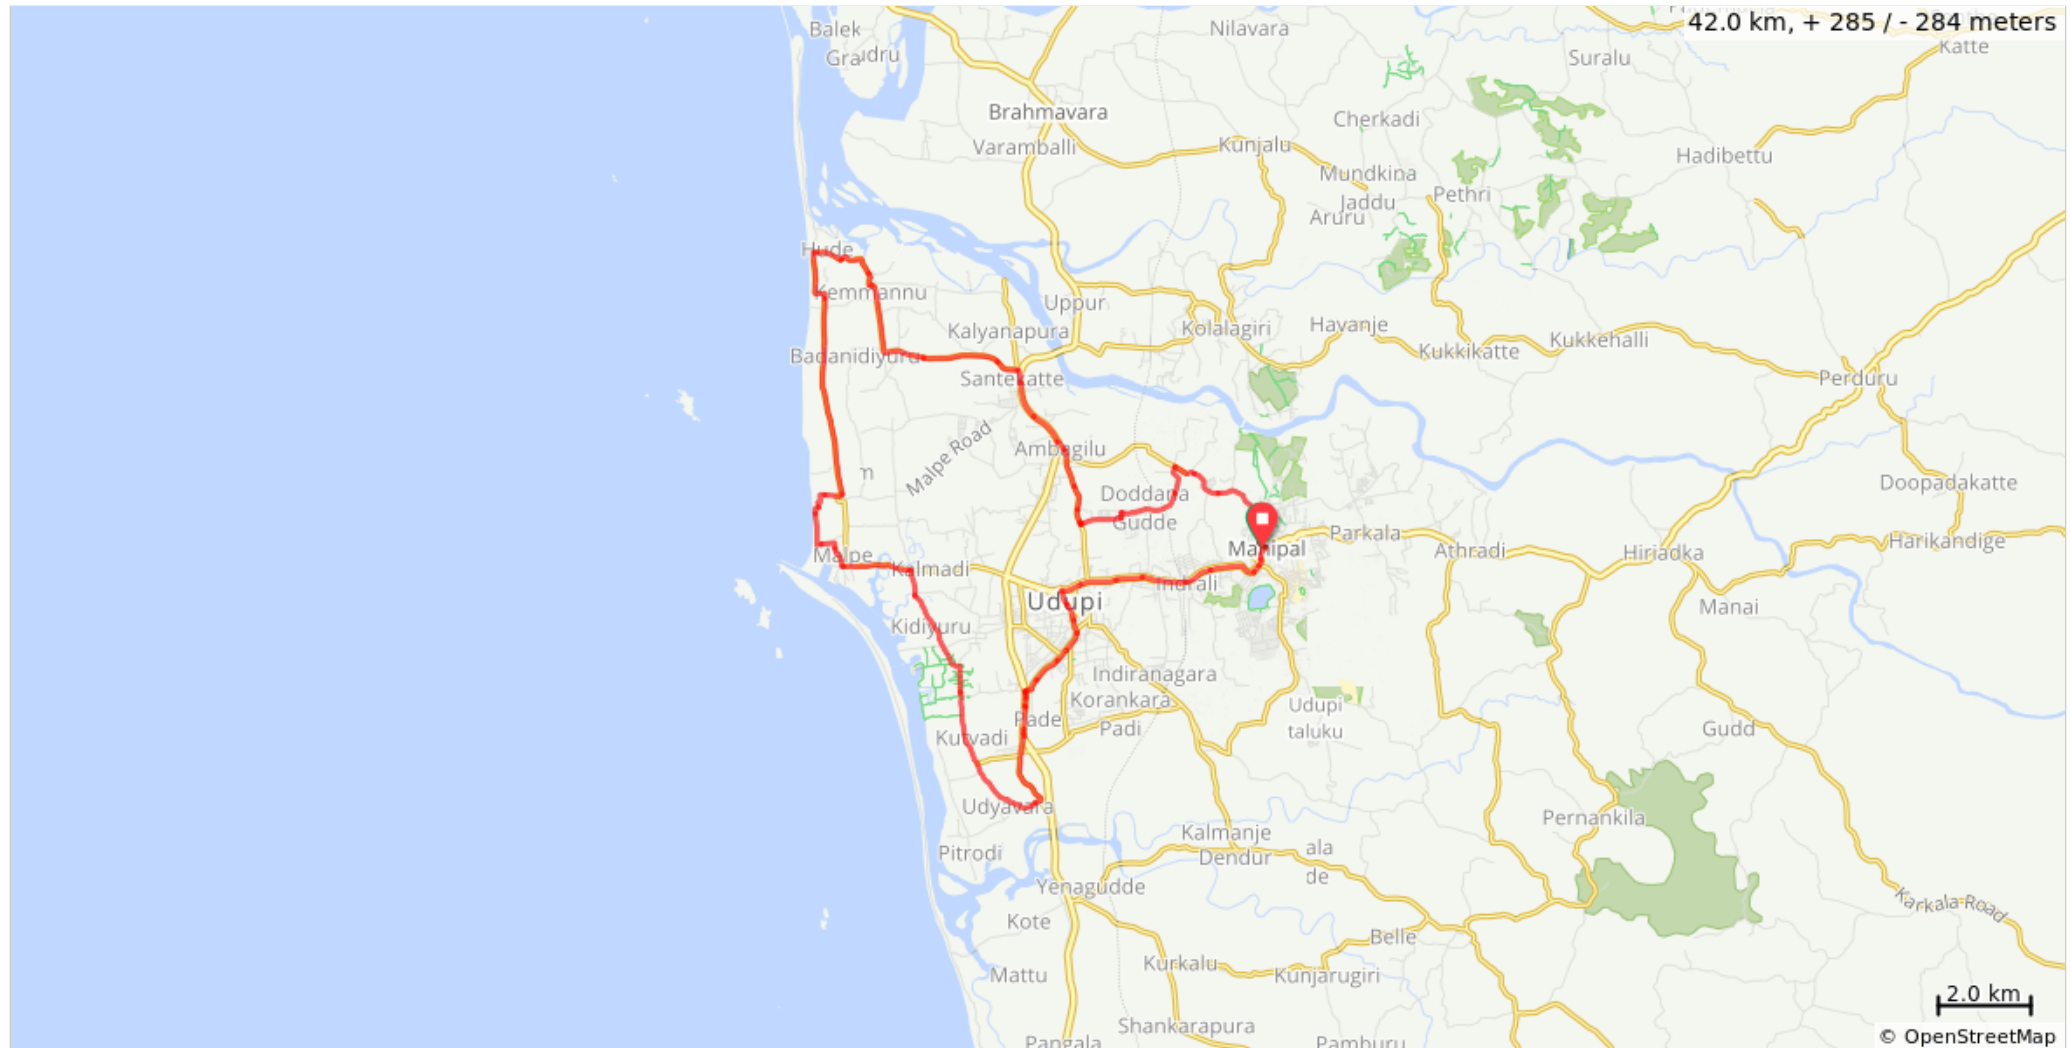 42.0 km, + 285 / - 284 meters
Balek
Nilavara
Katte
Suralu
Brahmavara
Cherkadi
Varamballi
Kunjalu
Hadibettu
Mundkina
Jaddu
Pethri
Aruru
Hude
Kemmannu
Uppur
Kalyanapura
Kolalagiri
Havanje
Kukkikatte
Kukkehalli
Badanidiyuru
Santekatte
Perduru
Malpe Road
Ambagilu
m
Doddana
Gudde
Doopadakatte
Manipal
Parkala
Athradi
Hiriadka
Harikandige
Malpe
Kalmadi
Indrali
Udupi
Manai
Kidiyuru
Indiranagara
Korankara
Udupi
taluku
Pade
Padi
Gudd
Kutvadi
Udyavara
Pernankila
Kalmanje
Dendur
ala
de
Pitrodi
Yenagudde
Karkala Road
Kote
Belle
Kurkalu
Kunjarugiri
Mattu
2.0 km
Shankarapura
Pangala
Pamburu
© OpenStreetMap